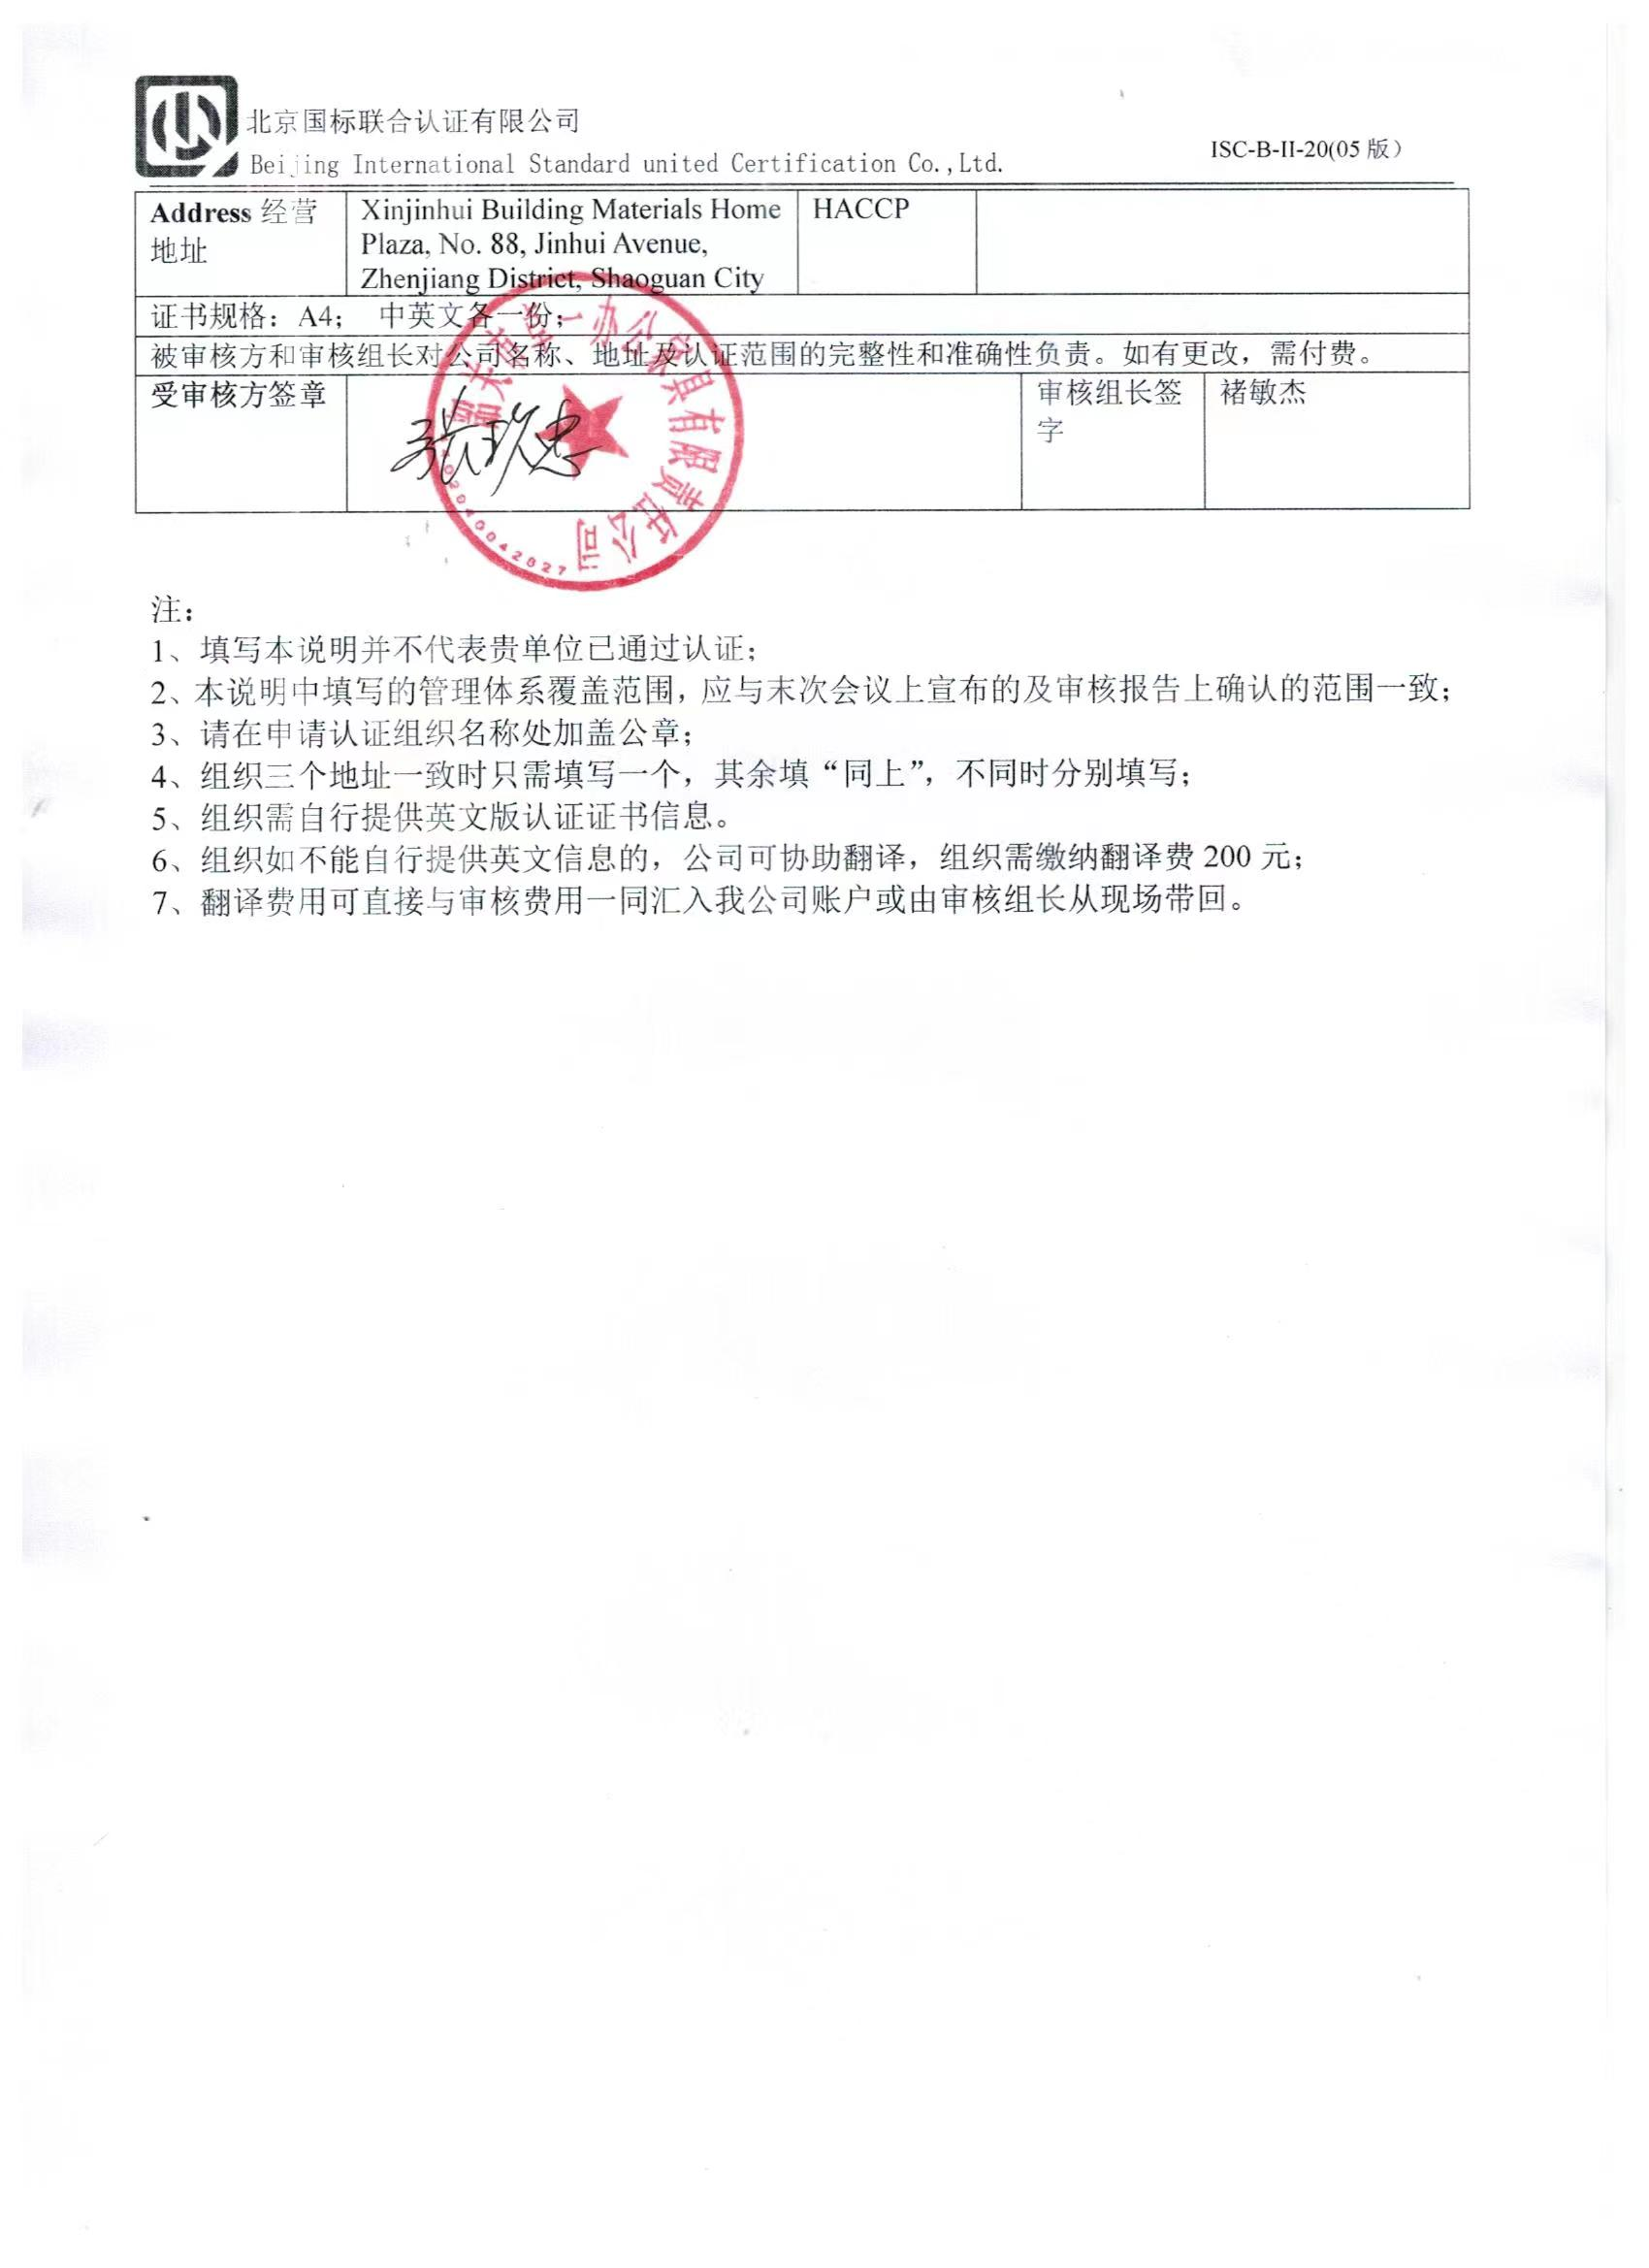 北京国标联合认证有限公司
Beijing International Standard united Certification Co.,Ltd.
ISC-B-II-20(05 版）
Address 经营
地址
Xinjinhui Building Materials Home
Plaza, No. 88, Jinhui Avenue,
Zhenjiang District, Shaoguan City
HACCP
证书规格：A4； 中英文各一份；
被审核方和审核组长对公司名称、地址及认证范围的完整性和准确性负责。如有更改，需付费。
受审核方签章
审核组长签
字
褚敏杰
一办公家具有限责任公司
注：
1、填写本说明并不代表贵单位已通过认证；
2、本说明中填写的管理体系覆盖范围，应与末次会议上宣布的及审核报告上确认的范围一致；
3、请在申请认证组织名称处加盖公章；
4、组织三个地址一致时只需填写一个，其余填“同上”，不同时分别填写；
5、组织需自行提供英文版认证证书信息。
6、组织如不能自行提供英文信息的，公司可协助翻译，组织需缴纳翻译费 200 元；
7、翻译费用可直接与审核费用一同汇入我公司账户或由审核组长从现场带回。